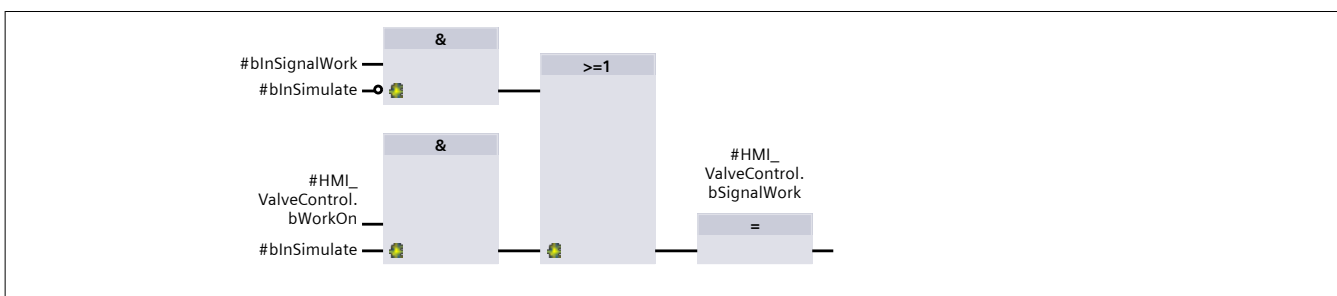 &
#bInSignalWork
#bInSimulate
>=1
&
#HMI_
ValveControl.
bWorkOn
#bInSimulate
#HMI_
ValveControl.
bSignalWork
=